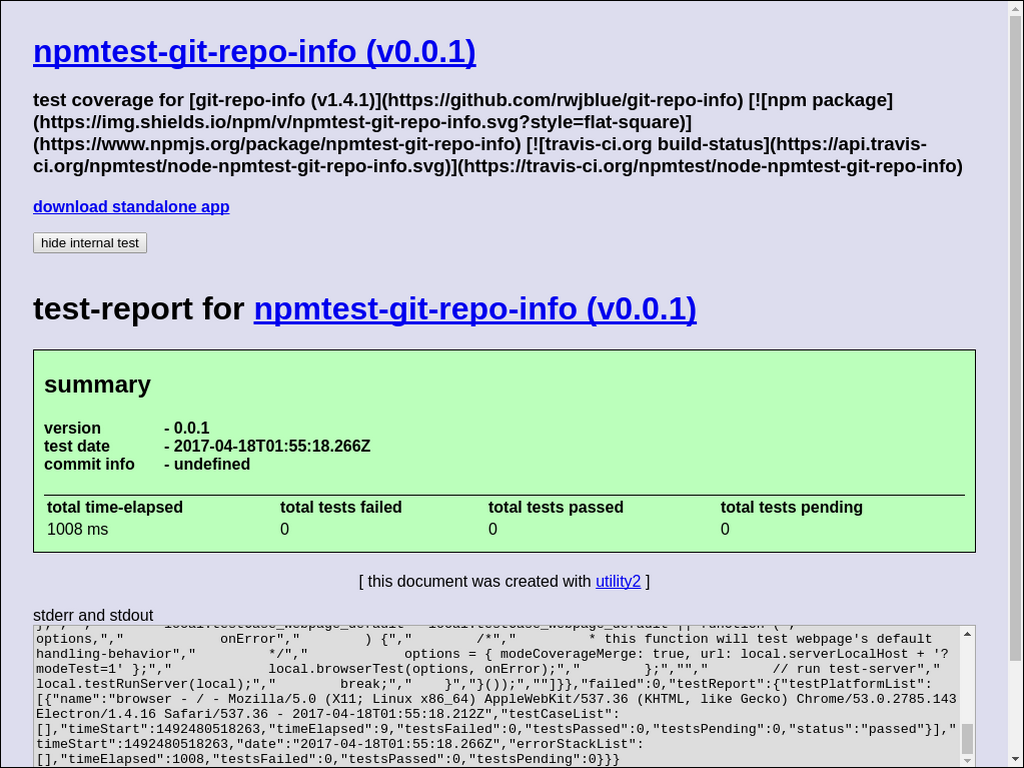 npmtest-git-repo-info (v0.0.1)
test coverage for [git-repo-info (v1.4.1)](https://github.com/rwjblue/git-repo-info) [![npm package]
(https://img.shields.io/npm/v/npmtest-git-repo-info.svg?style=flat-square)]
(https://www.npmjs.org/package/npmtest-git-repo-info) [![travis-ci.org build-status](https://api.travis-
ci.org/npmtest/node-npmtest-git-repo-info.svg)](https://travis-ci.org/npmtest/node-npmtest-git-repo-info)
download standalone app
hide internal test
test-report for npmtest-git-repo-info (v0.0.1)
summary
version - 0.0.1
test date - 2017-04-18T01:55:18.266Z
commit info - undefined
total time-elapsed total tests failed total tests passed total tests pending
1008 ms 0 0 0
[ this document was created with utility2 ]
stderr and stdout
options,"," onError"," ) {"," /*"," * this function will test webpage's default
handling-behavior"," */"," options = { modeCoverageMerge: true, url: local.serverLocalHost + '?
modeTest=1' };"," local.browserTest(options, onError);"," };",""," // run test-server","
local.testRunServer(local);"," break;"," }","}());",""]}},"failed":0,"testReport":{"testPlatformList":
[{"name":"browser - / - Mozilla/5.0 (X11; Linux x86_64) AppleWebKit/537.36 (KHTML, like Gecko) Chrome/53.0.2785.143
Electron/1.4.16 Safari/537.36 - 2017-04-18T01:55:18.212Z","testCaseList":
[],"timeStart":1492480518263,"timeElapsed":9,"testsFailed":0,"testsPassed":0,"testsPending":0,"status":"passed"}],"
timeStart":1492480518263,"date":"2017-04-18T01:55:18.266Z","errorStackList":
[],"timeElapsed":1008,"testsFailed":0,"testsPassed":0,"testsPending":0}}}